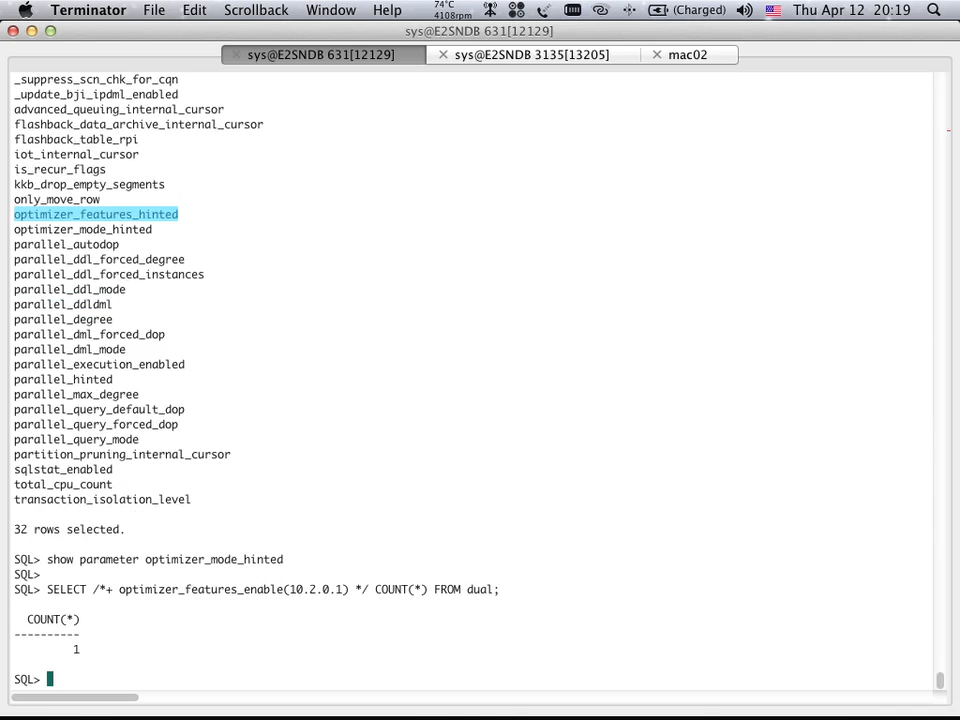 Terminator File Edit Scrollback Window Help 74°C 4108rpm (Charged) Thu Apr 12 20:19
sys@E2SNDB 631[12129]
sys@E2SNDB 631[12129] sys@E2SNDB 3135[13205] mac02
_suppress_scn_chk_for_cqn
_update_bji_ipdml_enabled
advanced_queuing_internal_cursor
flashback_data_archive_internal_cursor
flashback_table_rpi
iot_internal_cursor
is_recur_flags
kkb_drop_empty_segments
only_move_row
optimizer_features_hinted
optimizer_mode_hinted
parallel_autodop
parallel_ddl_forced_degree
parallel_ddl_forced_instances
parallel_ddl_mode
parallel_ddldml
parallel_degree
parallel_dml_forced_dop
parallel_dml_mode
parallel_execution_enabled
parallel_hinted
parallel_max_degree
parallel_query_default_dop
parallel_query_forced_dop
parallel_query_mode
partition_pruning_internal_cursor
sqlstat_enabled
total_cpu_count
transaction_isolation_level
32 rows selected.
SQL> show parameter optimizer_mode_hinted
SQL>
SQL> SELECT /*+ optimizer_features_enable(10.2.0.1) */ COUNT(*) FROM dual;
COUNT(*)
----------
1
SQL>